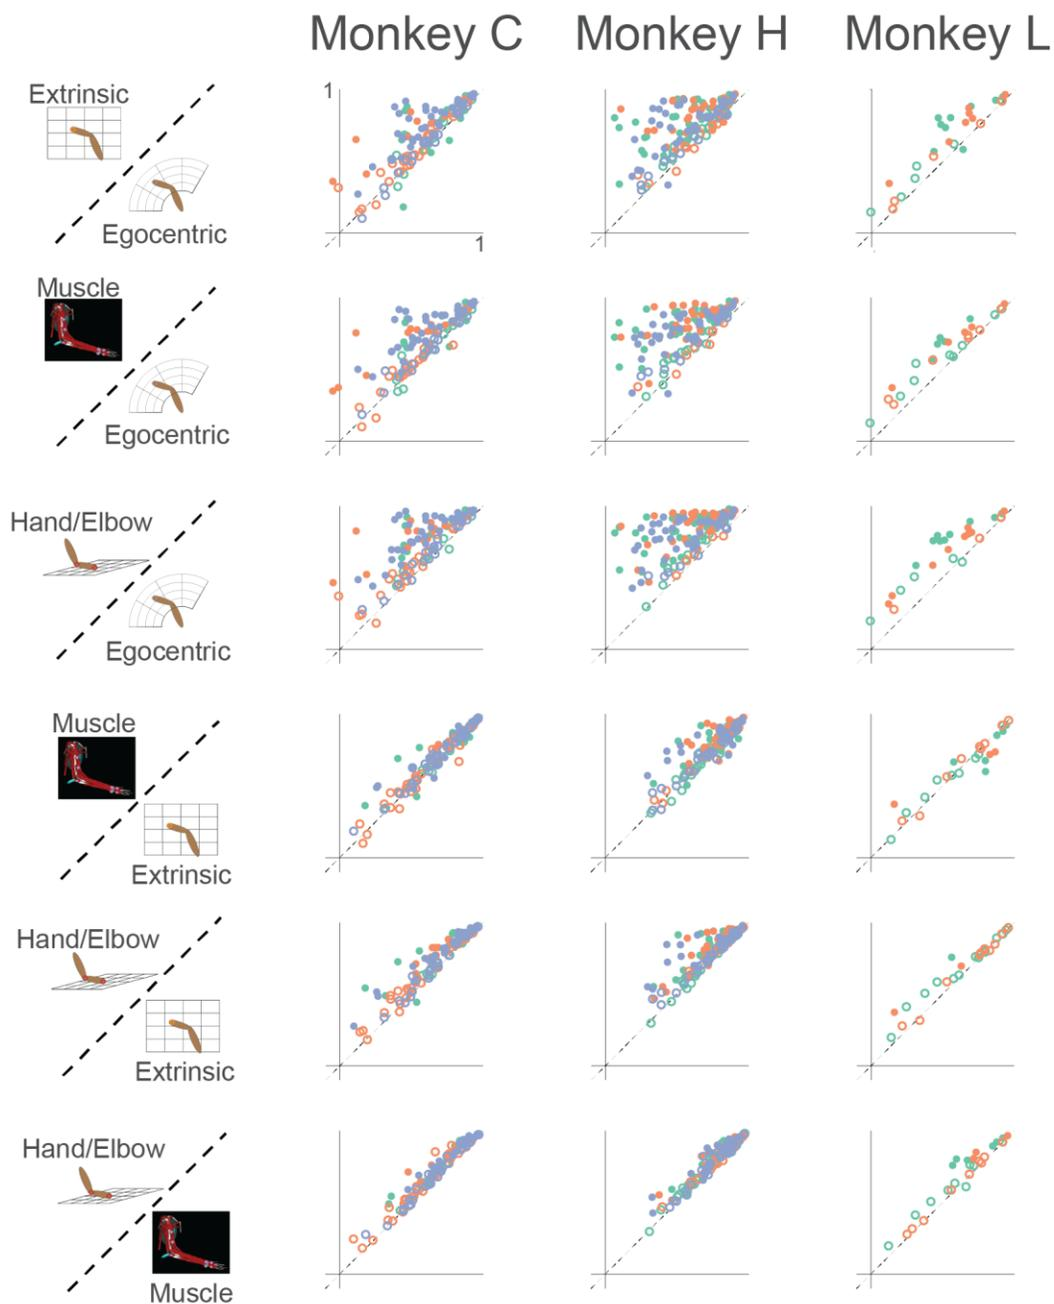 Monkey C Monkey H Monkey L
Extrinsic
1
Egocentric
1
Muscle
Egocentric
Hand/Elbow
Egocentric
Muscle
Extrinsic
Hand/Elbow
Extrinsic
Hand/Elbow
Muscle